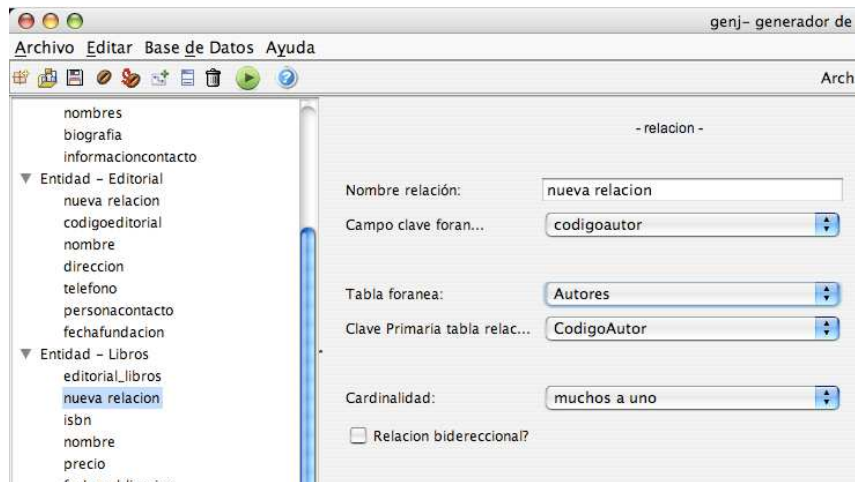 genj- generador de
Archivo Editar Base de Datos Ayuda
Arch
nombres
biografia
informacioncontacto
Entidad - Editorial
nueva relacion
codigoeditorial
nombre
direccion
telefono
personacontacto
fechafundacion
Entidad - Libros
editorial_libros
nueva relacion
isbn
nombre
precio
- relacion -
Nombre relación: nueva relacion
Campo clave foran... codigoautor
Tabla foranea: Autores
Clave Primaria tabla relac... CodigoAutor
Cardinalidad: muchos a uno
Relacion bidereccional?